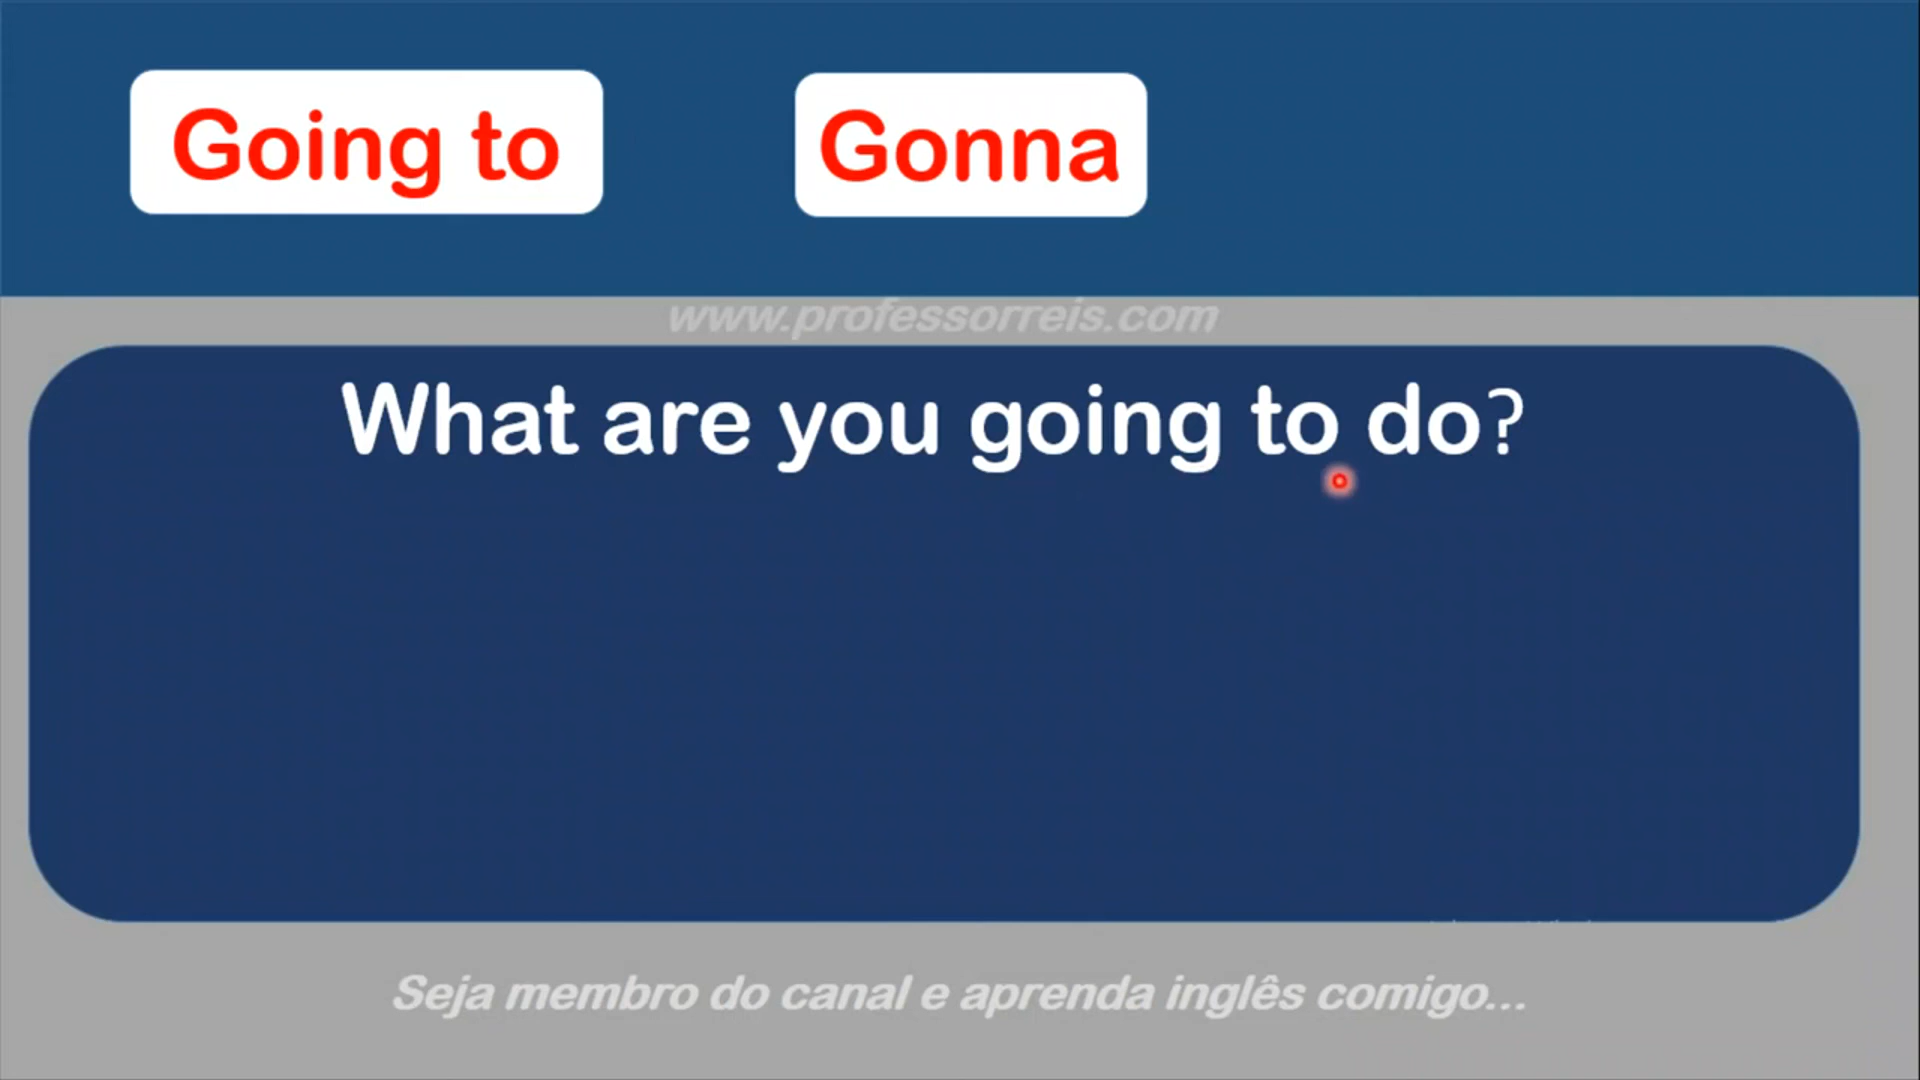 Going to
Gonna
www.professorreis.com
What are you going to do?
Seja membro do canal e aprenda inglês comigo...